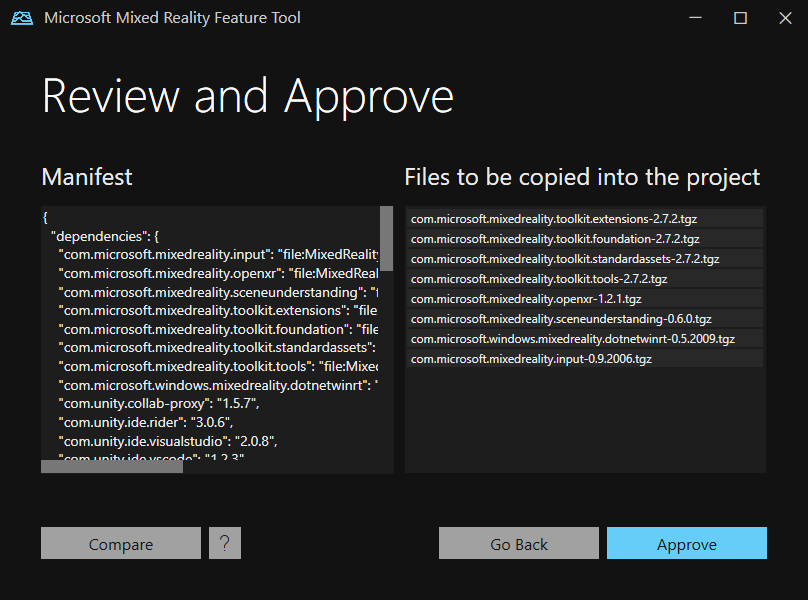 Microsoft Mixed Reality Feature Tool
Review and Approve
Manifest
{
"dependencies": {
"com.microsoft.mixedreality.input": "file:MixedReality
"com.microsoft.mixedreality.openxr": "file:MixedReal
"com.microsoft.mixedreality.sceneunderstanding": "
"com.microsoft.mixedreality.toolkit.extensions": "file
"com.microsoft.mixedreality.toolkit.foundation": "file
"com.microsoft.mixedreality.toolkit.standardassets":
"com.microsoft.mixedreality.toolkit.tools": "file:Mixed
"com.microsoft.windows.mixedreality.dotnetwinrt": "
"com.unity.collab-proxy": "1.5.7",
"com.unity.ide.rider": "3.0.6",
"com.unity.ide.visualstudio": "2.0.8",
"com.unity.ide.vscode": "1.2.3"
Files to be copied into the project
com.microsoft.mixedreality.toolkit.extensions-2.7.2.tgz
com.microsoft.mixedreality.toolkit.foundation-2.7.2.tgz
com.microsoft.mixedreality.toolkit.standardassets-2.7.2.tgz
com.microsoft.mixedreality.toolkit.tools-2.7.2.tgz
com.microsoft.mixedreality.openxr-1.2.1.tgz
com.microsoft.mixedreality.sceneunderstanding-0.6.0.tgz
com.microsoft.windows.mixedreality.dotnetwinrt-0.5.2009.tgz
com.microsoft.mixedreality.input-0.9.2006.tgz
Compare
?
Go Back
Approve